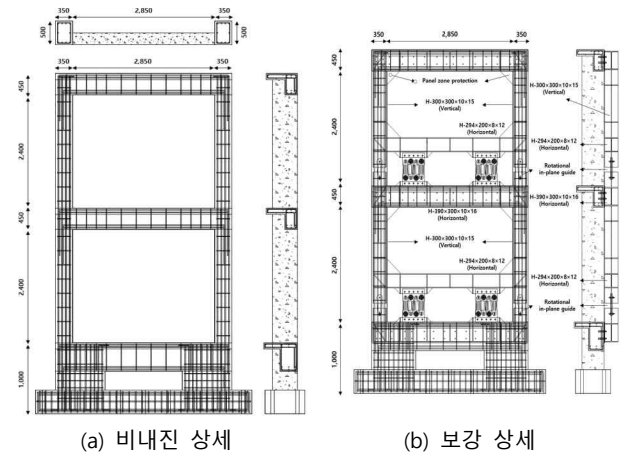 350 2,850 350
500 500
350 2,850 350
450
2,400
450
2,400
1,000
350 2,850 350
450
2,400
450
2,400
1,000
Panel zone protection
H-300×300×10×15
(Vertical)
H-294×200×8×12
(Horizontal)
H-390×300×10×16
(Horizontal)
H-300×300×10×15
(Vertical)
H-294×200×8×12
(Horizontal)
H-300×300×10×15
(Vertical)
H-294×200×8×12
(Horizontal)
Rotational
in-plane guide
H-390×300×10×16
(Horizontal)
H-294×200×8×12
(Horizontal)
Rotational
in-plane guide
(a) 비내진 상세
(b) 보강 상세